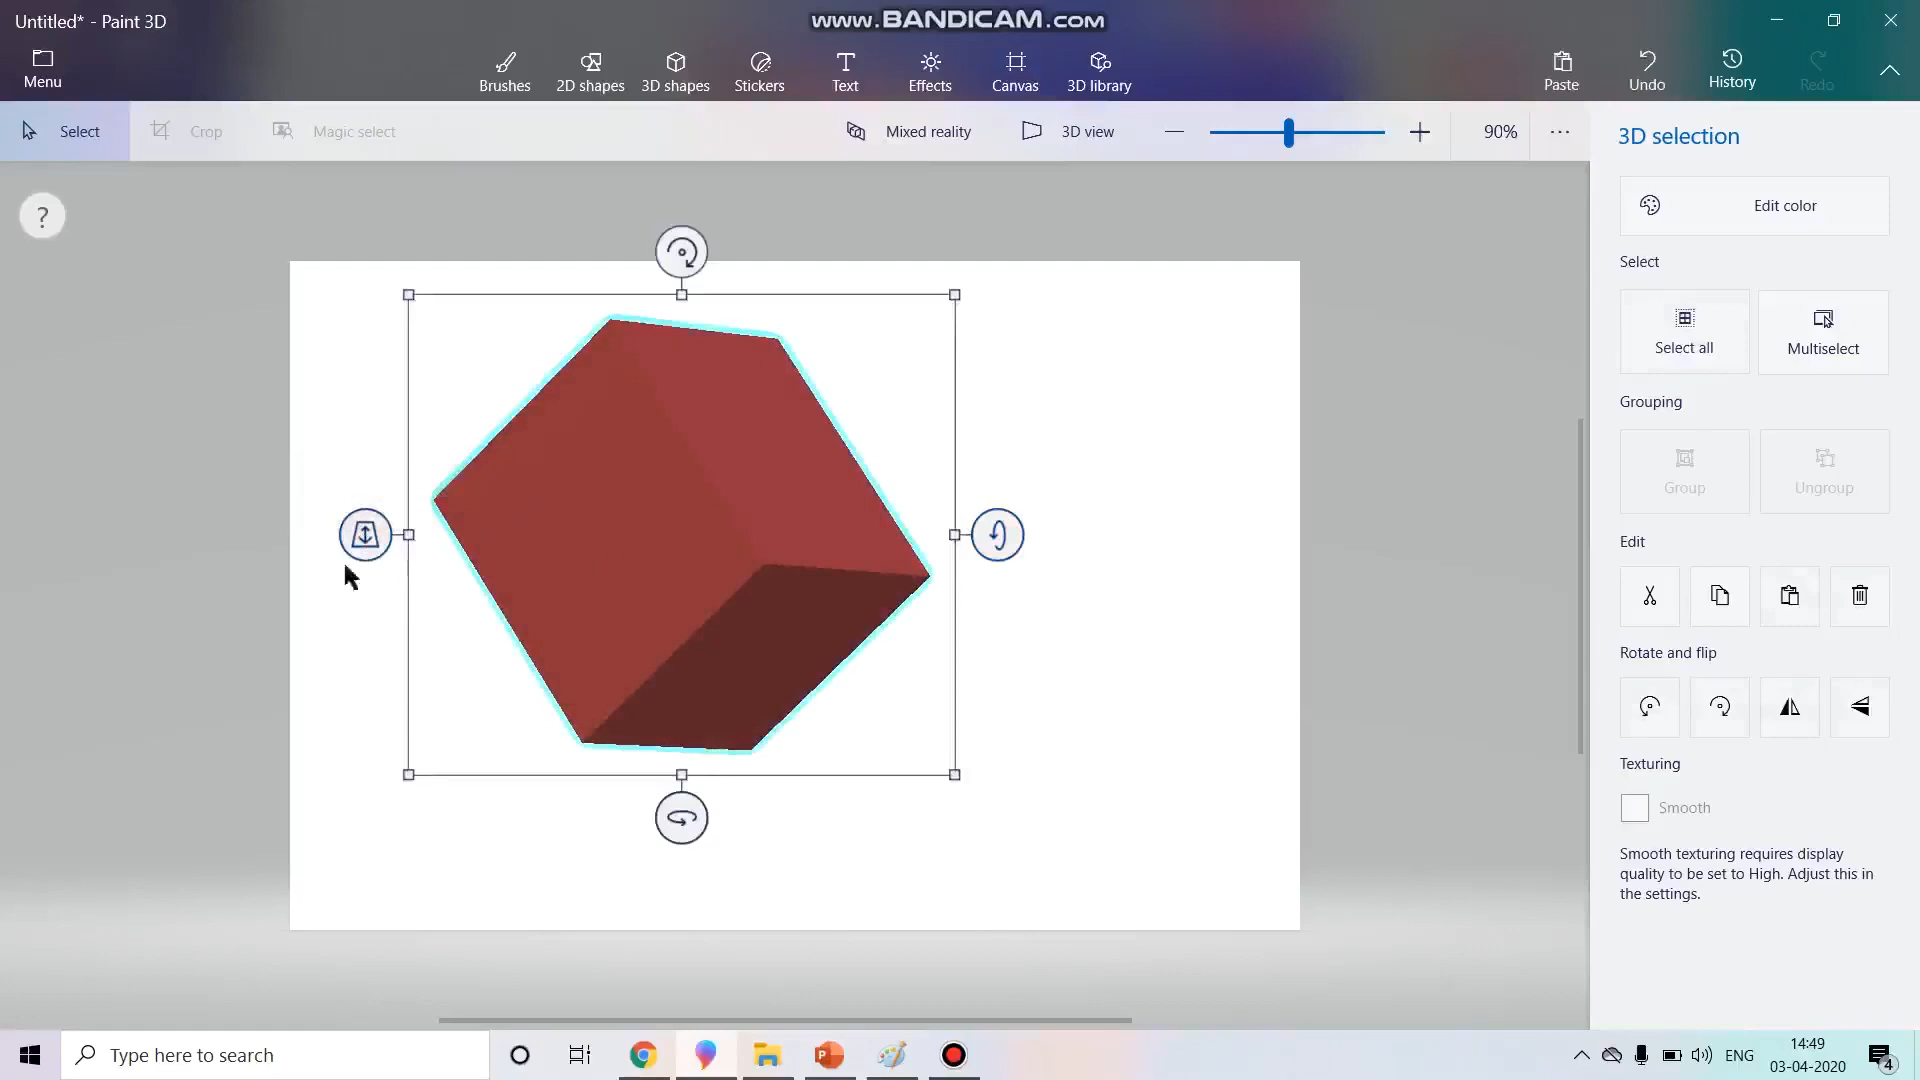 Untitled* - Paint 3D
www.BANDICAM.com
Menu
Brushes
2D shapes
3D shapes
Stickers
Text
Effects
Canvas
3D library
Paste
Undo
History
Redo
Select
Crop
Magic select
Mixed reality
3D view
90%
?
3D selection
Edit color
Select
Select all
Multiselect
Grouping
Group
Ungroup
Edit
Rotate and flip
Texturing
Smooth
Smooth texturing requires display
quality to be set to High. Adjust this in
the settings.
Type here to search
ENG
14:49
03-04-2020
4